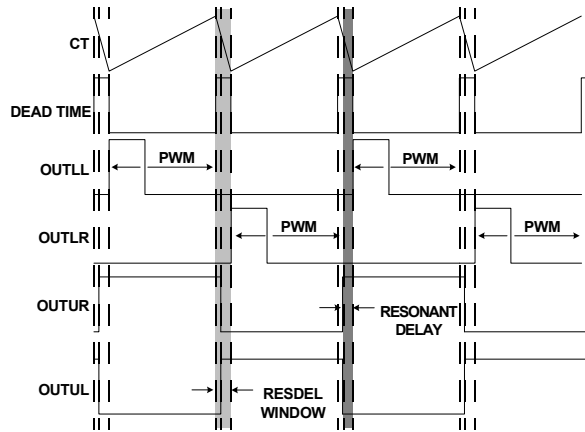 CT
DEAD TIME
OUTLL
PWM
PWM
OUTLR
PWM
PWM
OUTUR
RESONANT
DELAY
OUTUL
RESDEL
WINDOW